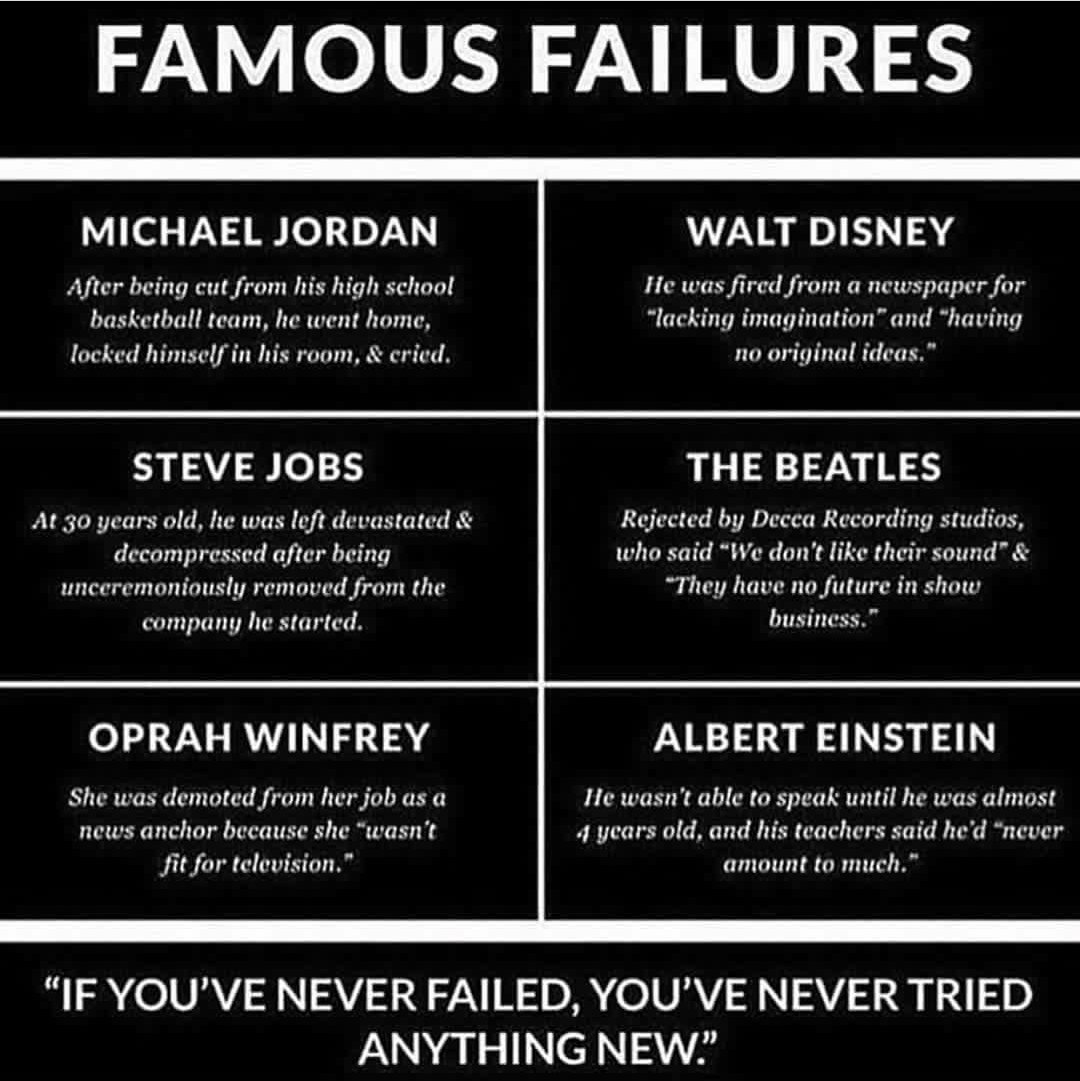 FAMOUS FAILURES
MICHAEL JORDAN
After being cut from his high school
basketball team, he went home,
locked himself in his room, & cried.
WALT DISNEY
He was fired from a newspaper for
"lacking imagination" and "having
no original ideas."
STEVE JOBS
At 30 years old, he was left devastated &
decompressed after being
unceremoniously removed from the
company he started.
THE BEATLES
Rejected by Decca Recording studios,
who said "We don't like their sound" &
"They have no future in show
business."
OPRAH WINFREY
She was demoted from her job as a
news anchor because she "wasn't
fit for television."
ALBERT EINSTEIN
He wasn't able to speak until he was almost
4 years old, and his teachers said he'd "never
amount to much."
"IF YOU'VE NEVER FAILED, YOU'VE NEVER TRIED
ANYTHING NEW."